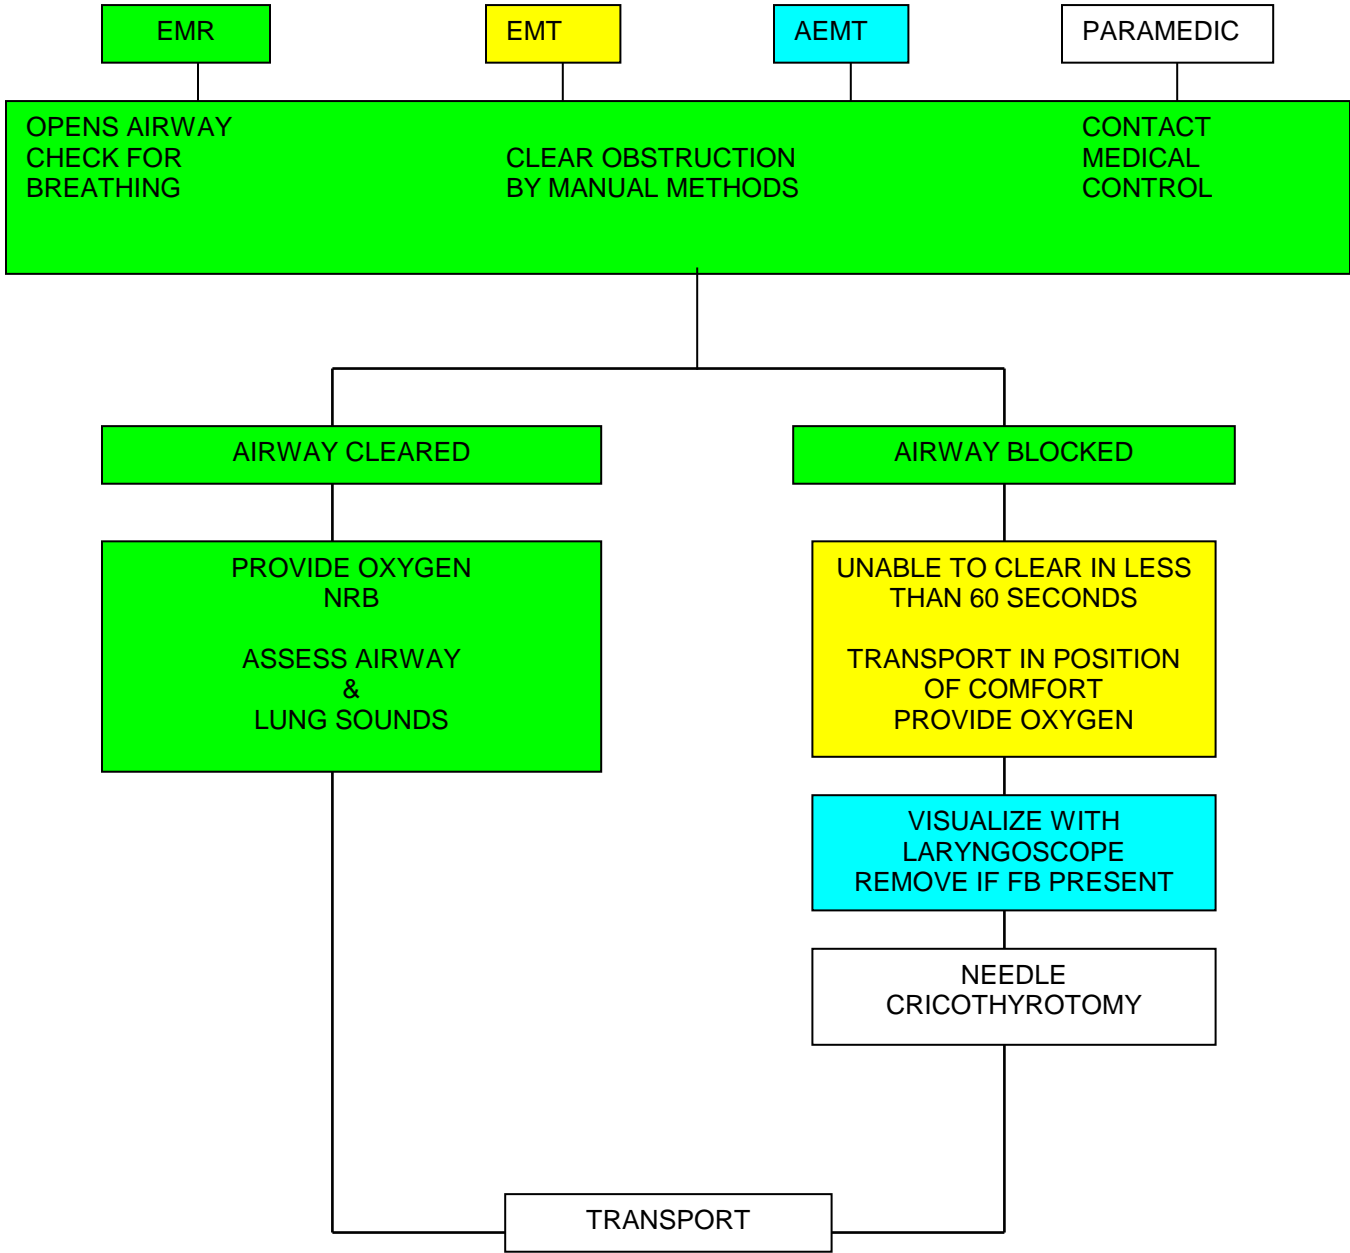 EMR
EMT
AEMT
PARAMEDIC
OPENS AIRWAY
CHECK FOR
BREATHING
CLEAR OBSTRUCTION
BY MANUAL METHODS
CONTACT
MEDICAL
CONTROL
AIRWAY CLEARED
PROVIDE OXYGEN
NRB
ASSESS AIRWAY
&
LUNG SOUNDS
AIRWAY BLOCKED
UNABLE TO CLEAR IN LESS
THAN 60 SECONDS
TRANSPORT IN POSITION
OF COMFORT
PROVIDE OXYGEN
VISUALIZE WITH
LARYNGOSCOPE
REMOVE IF FB PRESENT
NEEDLE
CRICOTHYROTOMY
TRANSPORT